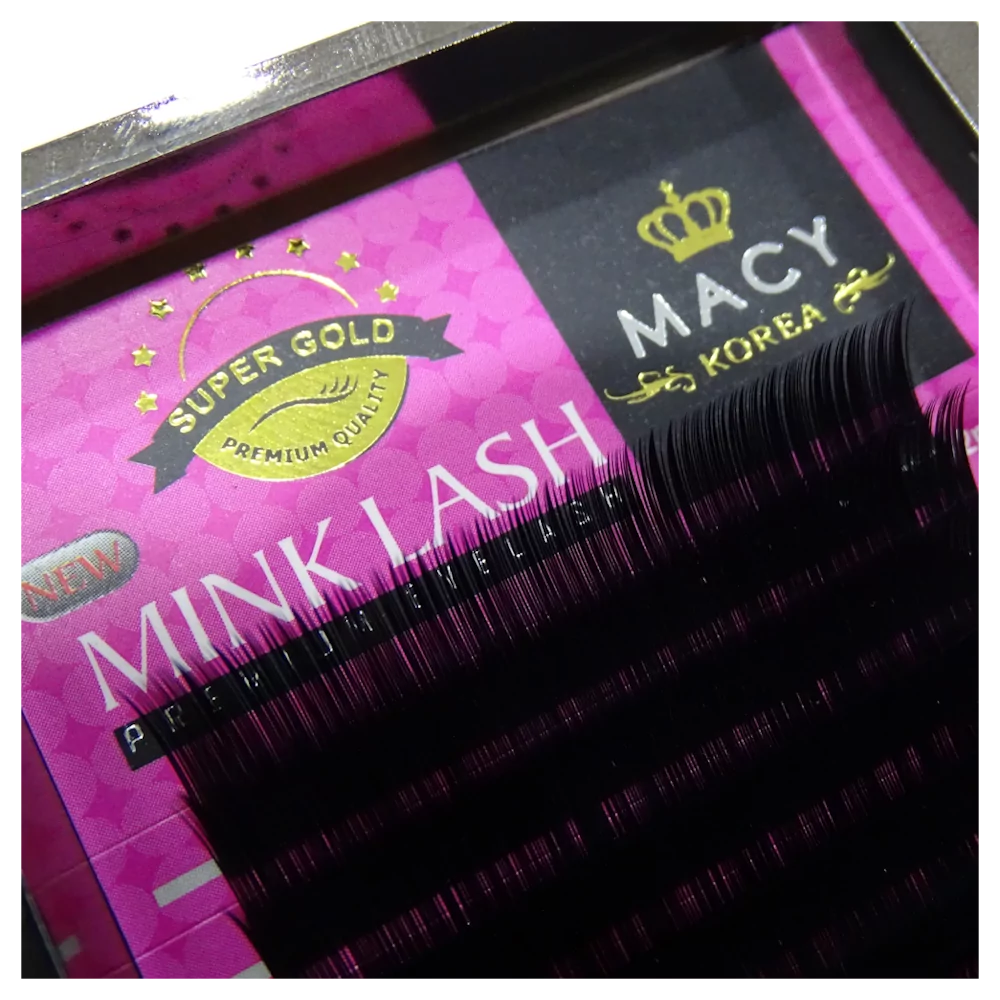 SUPER GOLD
PREMIUM QUALITY
MACY
KOREA
NEW
MINK LASH
PREMIUM EYELASH